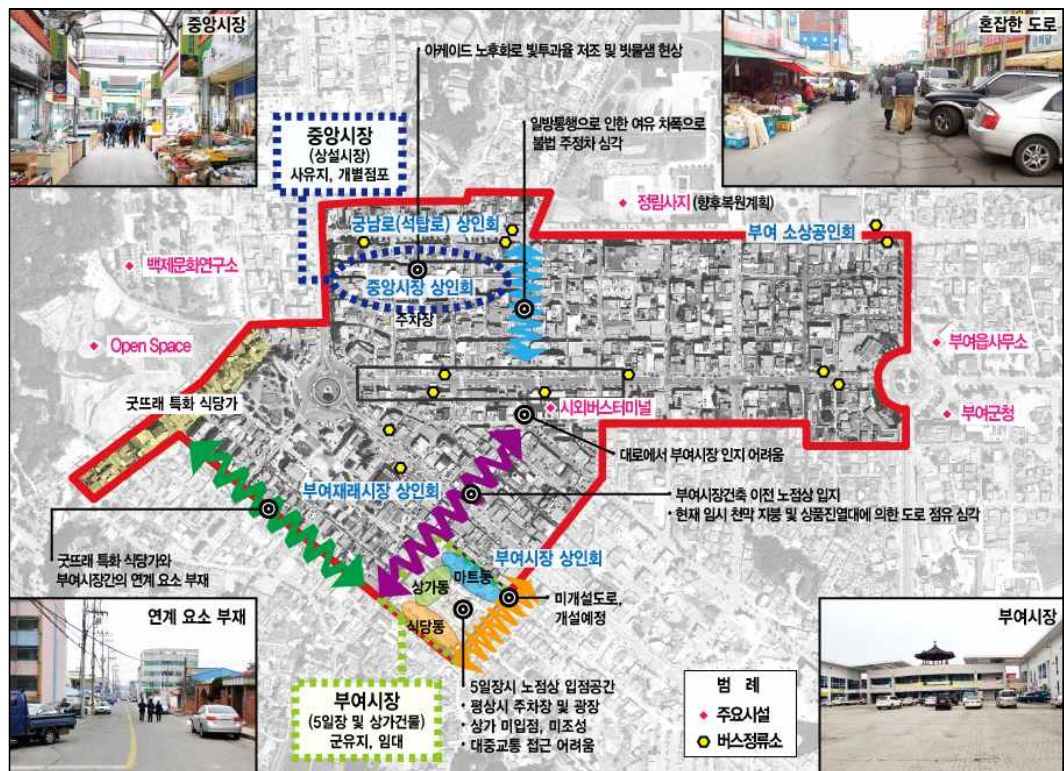 중앙시장
혼잡한 도로
아케이드 노후화로 빛투과율 저조 및 빗물샘 현상
일방통행으로 인한 여유 차폭으로
불법 주정차 심각
중앙시장
(상설시장)
사유지, 개별점포
정림사지 (향후복원계획)
궁남로(석탑로) 상인회
부여 소상공인회
백제문화연구소
중앙시장 상인회
주차장
Open Space
부여읍사무소
굿뜨래 특화 식당가
시외버스터미널
부여군청
대로에서 부여시장 인지 어려움
부여재래시장 상인회
• 부여시장건축 이전 노점상 입지
• 현재 임시 천막 지붕 및 상품진열대에 의한 도로 점유 심각
굿뜨래 특화 식당가와
부여시장간의 연계 요소 부재
부여시장 상인회
마트동
상가동
식당동
미개설도로,
개설예정
연계 요소 부재
부여시장
부여시장
(5일장 및 상가건물)
군유지, 임대
• 5일장시 노점상 입점공간
• 평상시 주차장 및 광장
• 상가 미입점, 미조성
• 대중교통 접근 어려움
범 례
주요시설
버스정류소